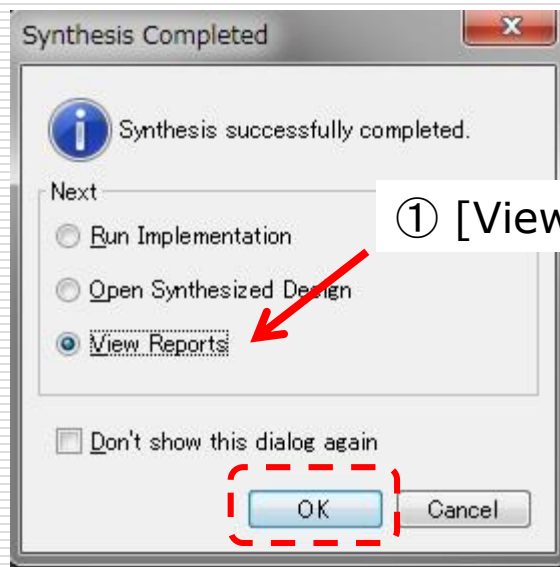 Synthesis Completed
Synthesis successfully completed.
Next
① [View
Run Implementation
Open Synthesized Design
View Reports
Don't show this dialog again
OK
Cancel